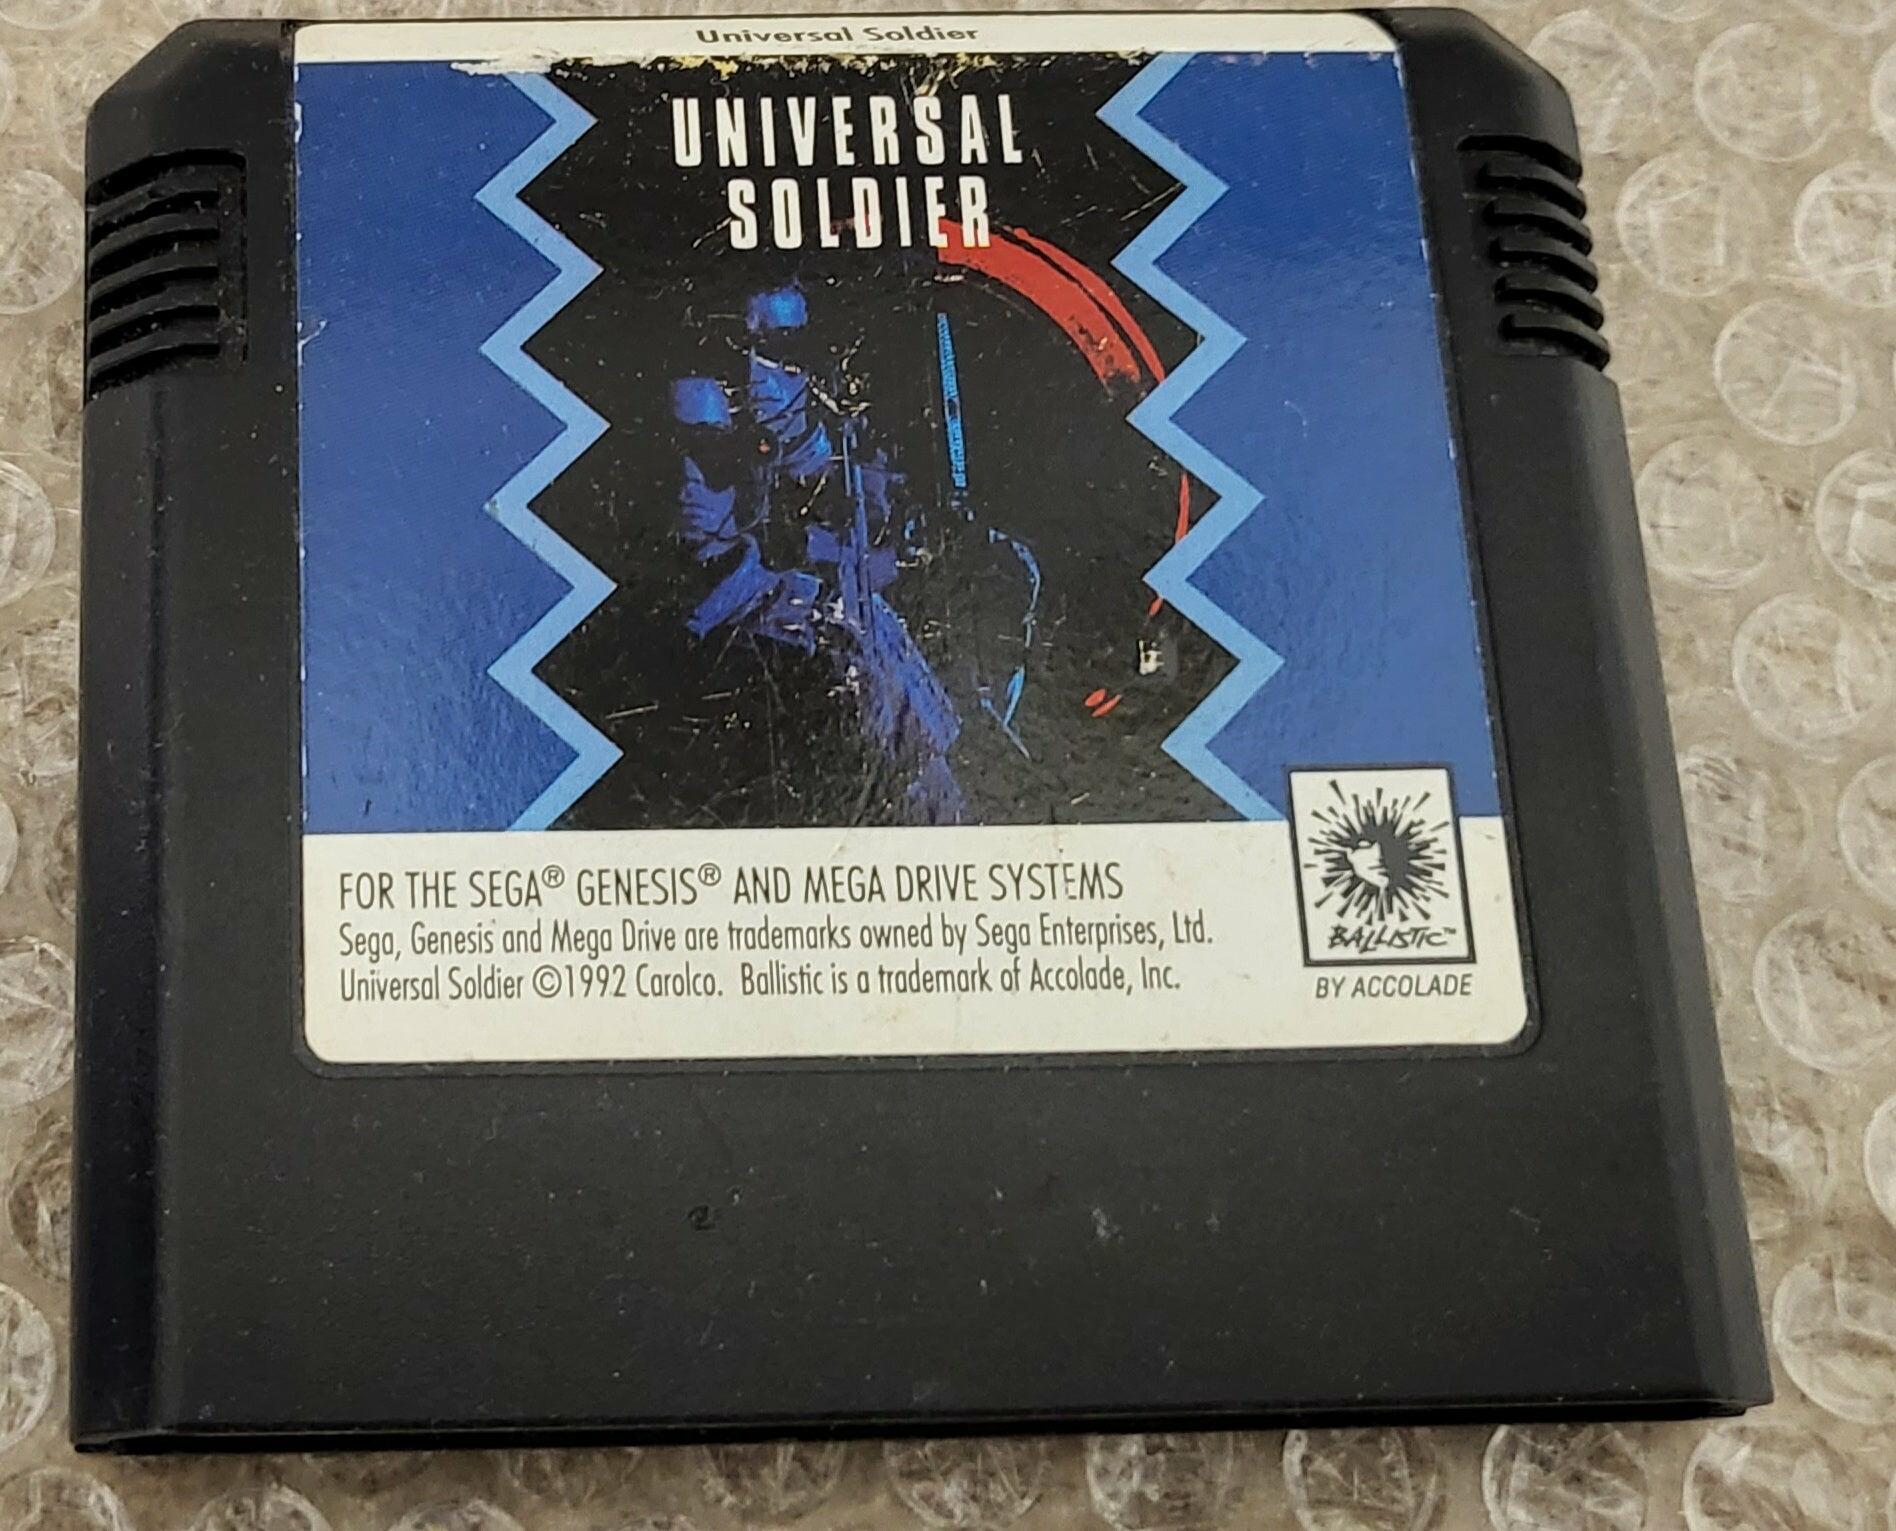 Universal Soldier
UNIVERSAL
SOLDIER
FOR THE SEGA® GENESIS® AND MEGA DRIVE SYSTEMS
Sega, Genesis and Mega Drive are trademarks owned by Sega Enterprises, Ltd.
Universal Soldier ©1992 Carolco. Ballistic is a trademark of Accolade, Inc.
BALLISTIC™
BY ACCOLADE